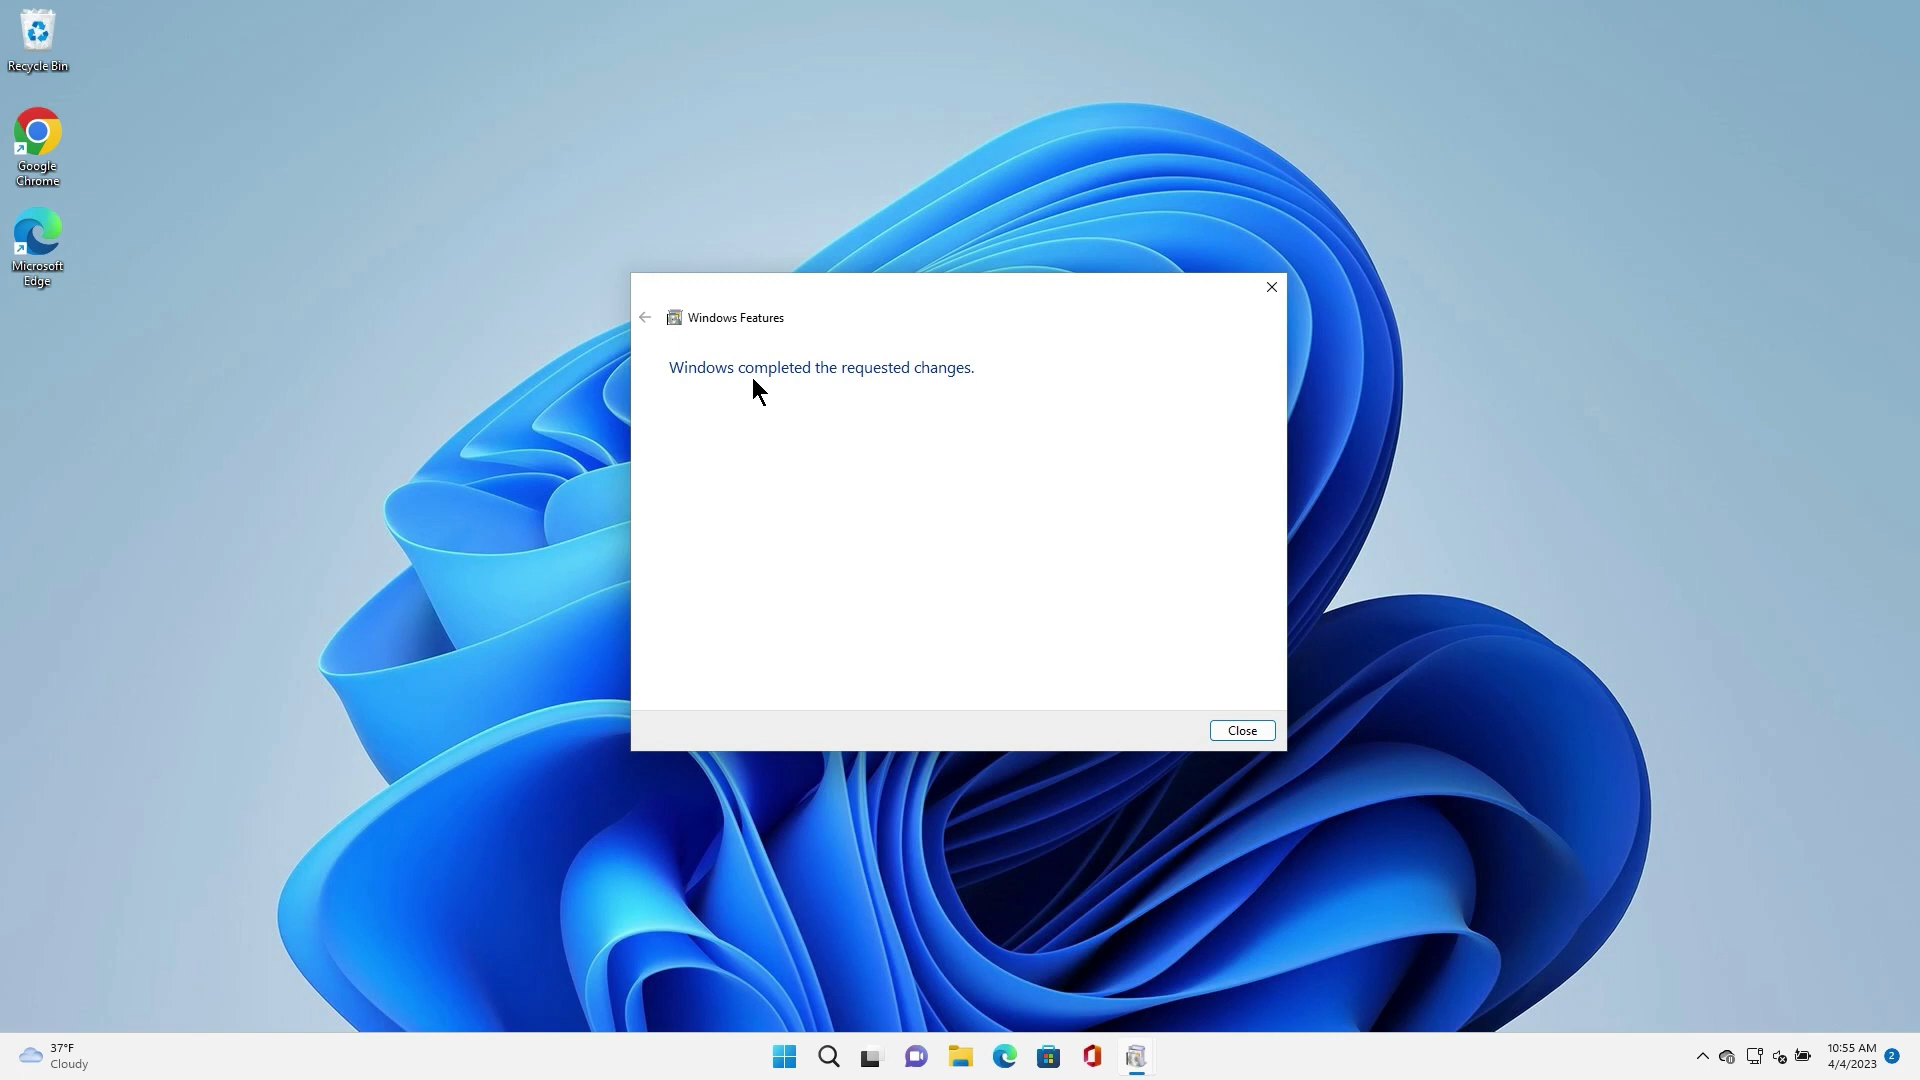 Recycle Bin
Google
Chrome
Microsoft
Edge
Windows Features
Windows completed the requested changes.
Close
37°F
Cloudy
10:55 AM
4/4/2023
2